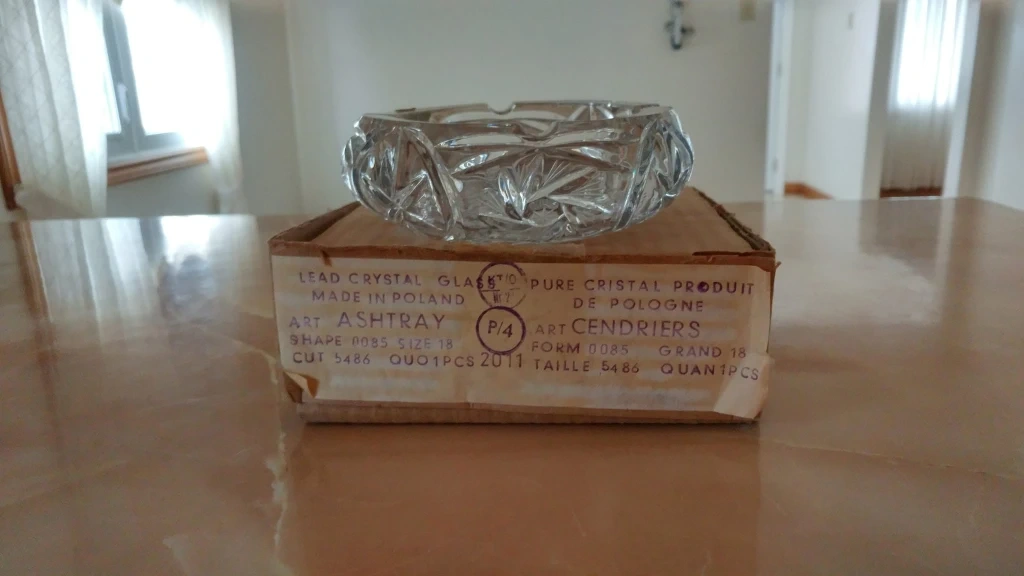 LEAD CRYSTAL GLASS
MADE IN POLAND
ART ASHTRAY
SHAPE 0085 SIZE 18
CUT 5486 QUO1PCS
P/4
2011
PURE CRISTAL PRODUIT
DE POLOGNE
ART CENDRIERS
FORM 0085 GRAND 18
TAILLE 5486 QUAN1PCS